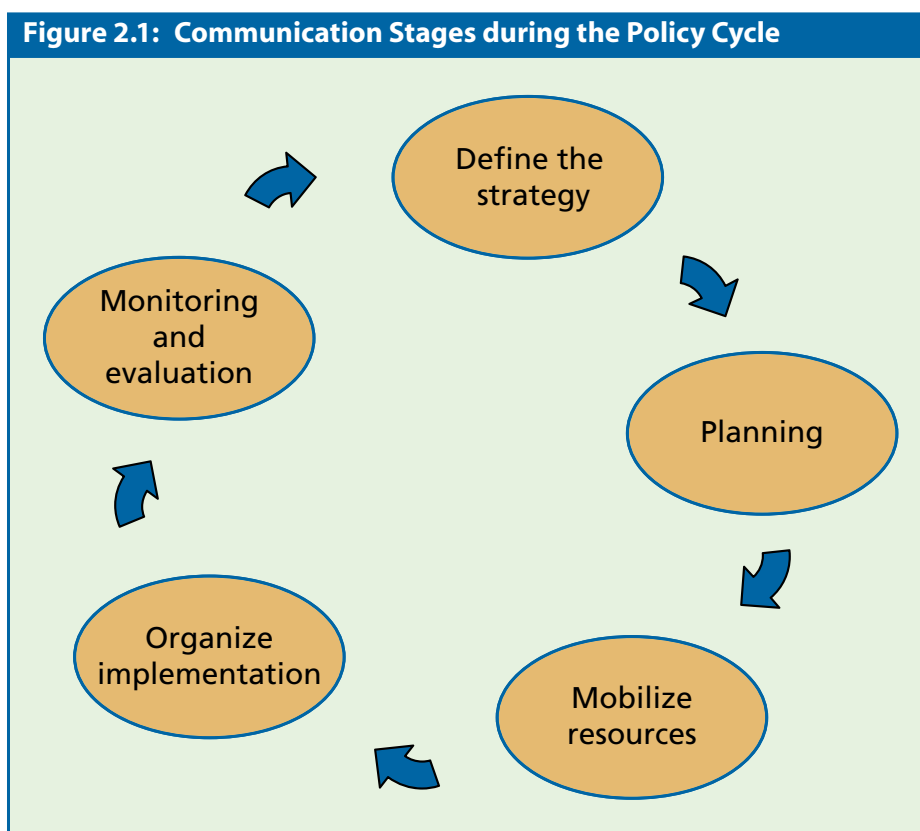 Figure 2.1: Communication Stages during the Policy Cycle
Define the
strategy
Planning
Mobilize
resources
Organize
implementation
Monitoring
and
evaluation